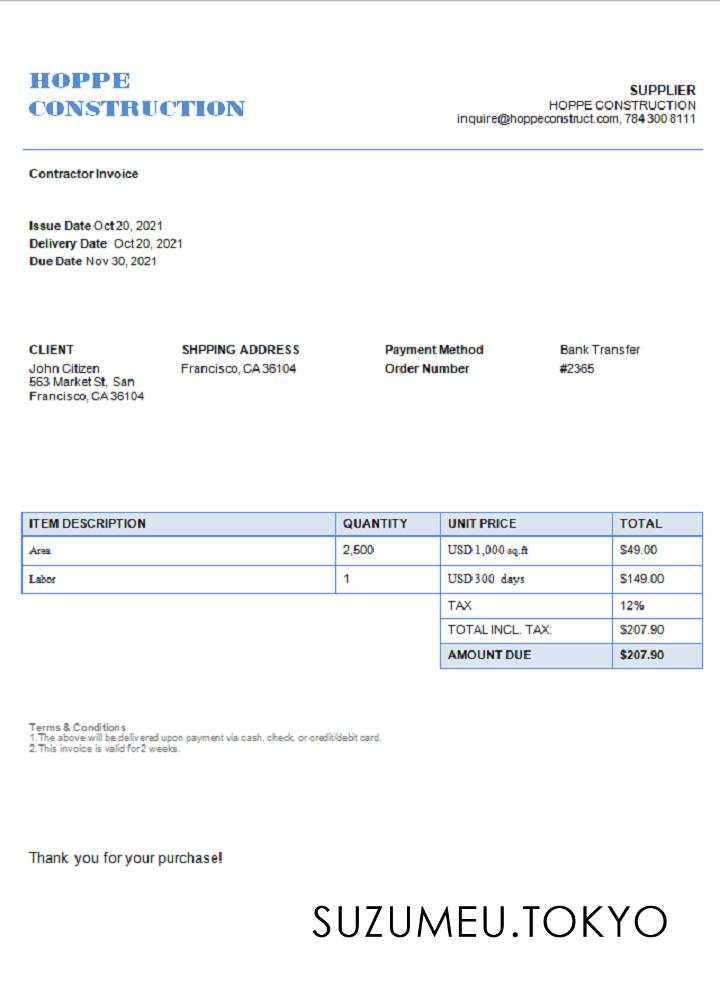 HOPPE
CONSTRUCTION
SUPPLIER
HOPPE CONSTRUCTION
inquire@hoppeconstruct.com, 784 300 8111
Contractor Invoice
Issue Date Oct 20, 2021
Delivery Date Oct 20, 2021
Due Date Nov 30, 2021
CLIENT SHPPING ADDRESS Payment Method Bank Transfer
John Citizen Francisco, CA 36104 Order Number #2365
563 Market St, San
Francisco, CA 36104
ITEM DESCRIPTION QUANTITY UNIT PRICE TOTAL
Area 2,500 USD 1,000 sq.ft $49.00
Labor 1 USD 300 days $149.00
TAX 12%
TOTAL INCL. TAX: $207.90
AMOUNT DUE $207.90
Terms & Conditions
1. The above will be delivered upon payment via cash, check, or credit/debit card.
2. This invoice is valid for 2 weeks.
Thank you for your purchase!
SUZUMEU.TOKYO